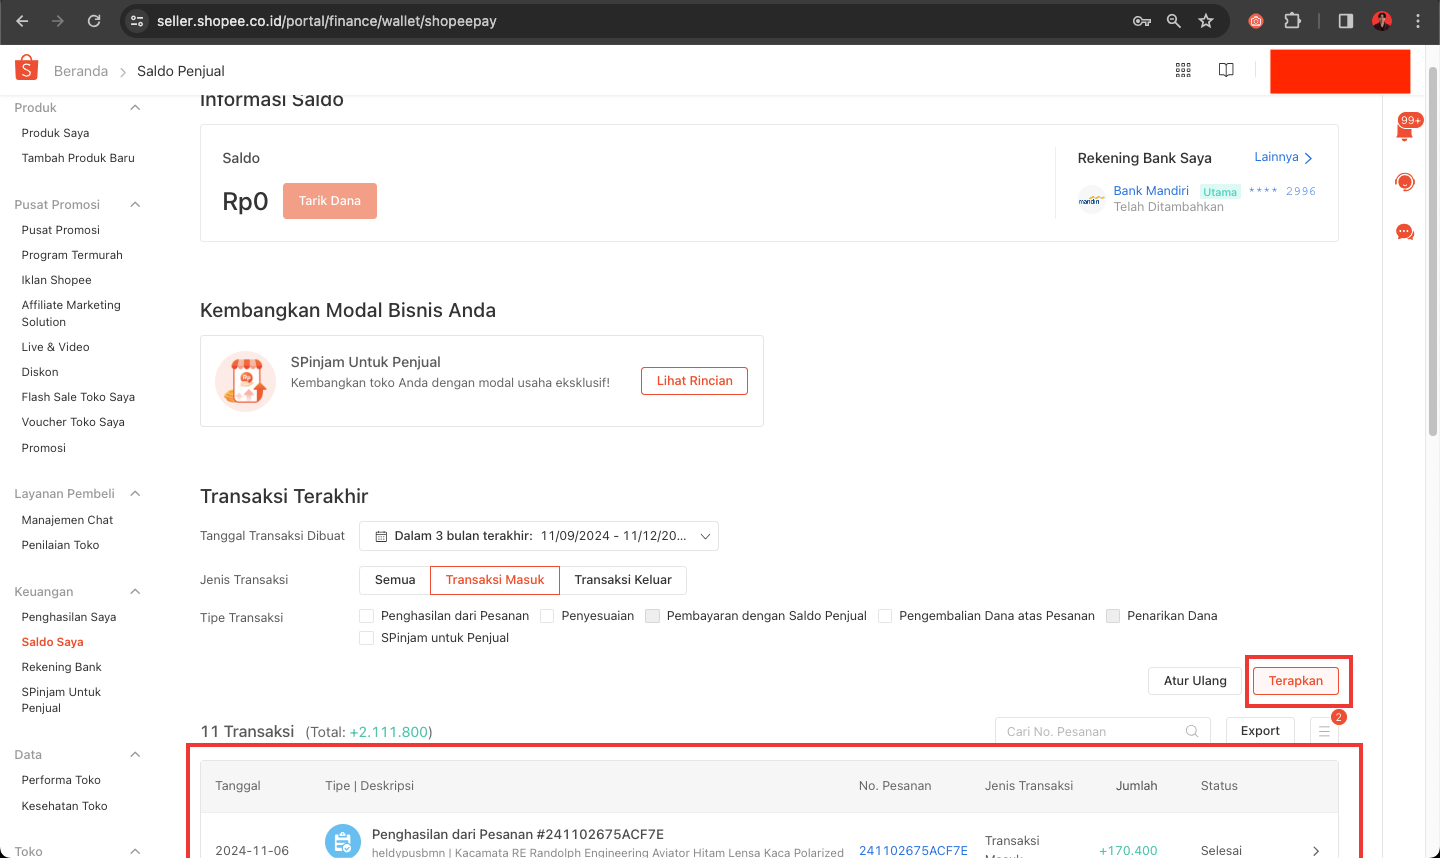 seller.shopee.co.id/portal/finance/wallet/shopeepay
Beranda > Saldo Penjual
99+
Produk
Produk Saya
Tambah Produk Baru
Pusat Promosi
Pusat Promosi
Program Termurah
Iklan Shopee
Affiliate Marketing
Solution
Live & Video
Diskon
Flash Sale Toko Saya
Voucher Toko Saya
Promosi
Layanan Pembeli
Manajemen Chat
Penilaian Toko
Keuangan
Penghasilan Saya
Saldo Saya
Rekening Bank
SPinjam Untuk
Penjual
Data
Performa Toko
Kesehatan Toko
Toko
Informasi Saldo
Saldo
Rp0 Tarik Dana
Rekening Bank Saya Lainnya
mandiri Bank Mandiri Utama **** 2996
Telah Ditambahkan
Kembangkan Modal Bisnis Anda
SPinjam Untuk Penjual
Kembangkan toko Anda dengan modal usaha eksklusif!
Lihat Rincian
Transaksi Terakhir
Tanggal Transaksi Dibuat Dalam 3 bulan terakhir: 11/09/2024 - 11/12/20...
Jenis Transaksi Semua Transaksi Masuk Transaksi Keluar
Tipe Transaksi Penghasilan dari Pesanan Penyesuaian Pembayaran dengan Saldo Penjual Pengembalian Dana atas Pesanan Penarikan Dana
SPinjam untuk Penjual
Atur Ulang Terapkan
11 Transaksi (Total: +2.111.800) Cari No. Pesanan Export 2
Tanggal Tipe | Deskripsi No. Pesanan Jenis Transaksi Jumlah Status
2024-11-06 Penghasilan dari Pesanan #241102675ACF7E
heldypusbmn | Kacamata RE Randolph Engineering Aviator Hitam Lensa Kaca Polarized
241102675ACF7E Transaksi
Masuk
+170.400 Selesai